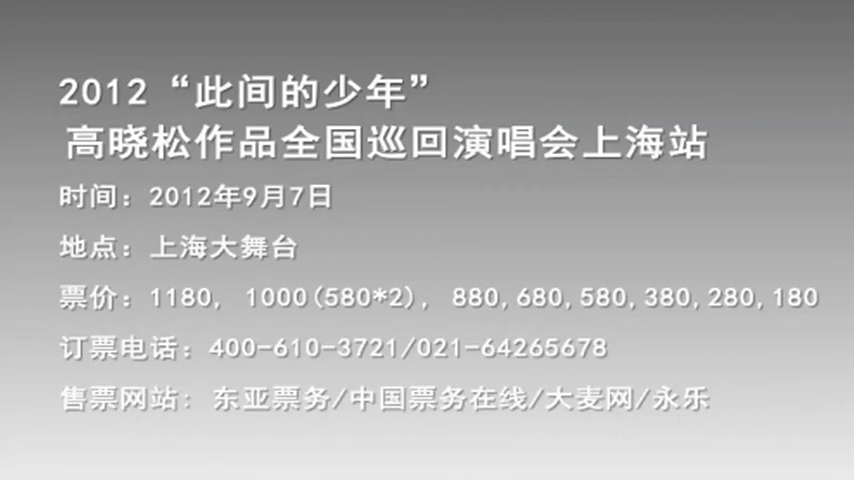 2012“此间的少年”
高晓松作品全国巡回演唱会上海站
时间：2012年9月7日
地点：上海大舞台
票价：1180, 1000(580*2), 880,680,580,380,280,180
订票电话：400-610-3721/021-64265678
售票网站：东亚票务/中国票务在线/大麦网/永乐